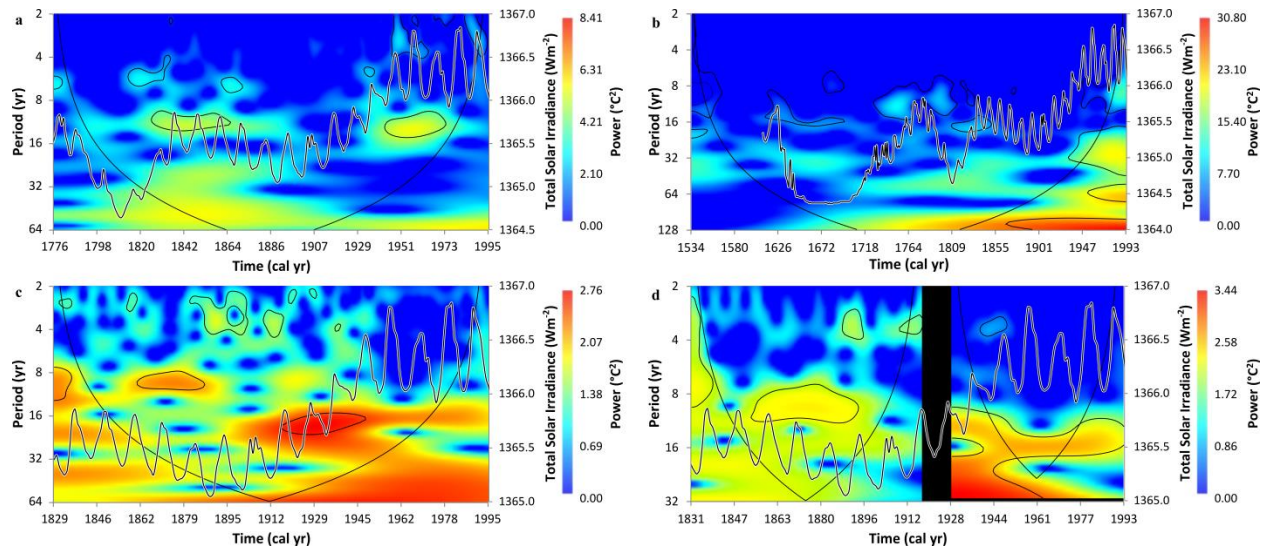 a
Period (yr)
2
4
8
16
32
64
1776 1798 1820 1842 1864 1886 1908 1929 1951 1973 1995
Time (cal yr)
1367.0
1366.5
1366.0
1365.5
1365.0
1364.5
Total Solar Irradiance (Wm-2)
8.41
6.31
4.21
2.10
0.00
Power (°C2)
b
Period (yr)
2
4
8
16
32
64
128
1534 1580 1626 1672 1718 1764 1809 1855 1901 1947 1993
Time (cal yr)
1367.0
1366.5
1366.0
1365.5
1365.0
1364.5
1364.0
Total Solar Irradiance (Wm-2)
30.80
23.10
15.40
7.70
0.00
Power (°C2)
c
Period (yr)
2
4
8
16
32
64
1829 1846 1862 1879 1895 1912 1929 1945 1962 1978 1995
Time (cal yr)
1367.0
1366.5
1366.0
1365.5
1365.0
Total Solar Irradiance (Wm-2)
2.76
2.07
1.38
0.69
0.00
Power (°C2)
d
Period (yr)
2
4
8
16
32
1831 1847 1863 1880 1896 1912 1928 1944 1961 1977 1993
Time (cal yr)
1367.0
1366.5
1366.0
1365.5
1365.0
Total Solar Irradiance (Wm-2)
3.44
2.58
1.72
0.86
0.00
Power (°C2)